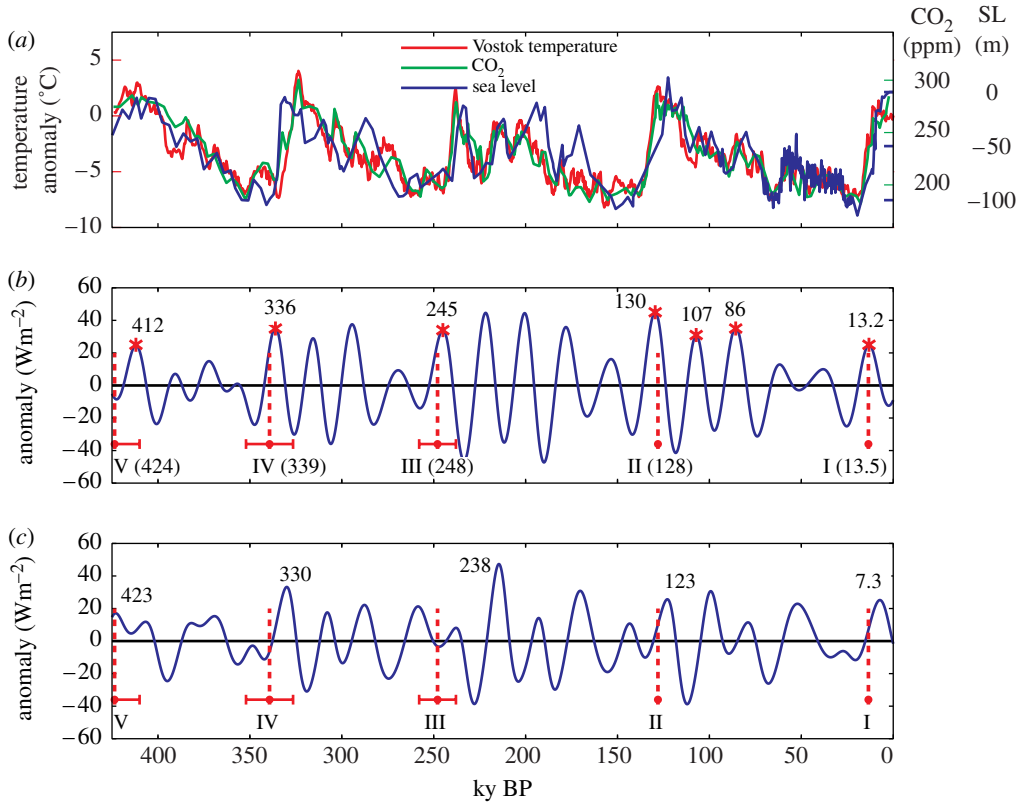 (a)
Vostok temperature
CO2
sea level
temperature
anomaly (°C)
5
0
−5
−10
CO2
(ppm)
300
250
200
SL
(m)
0
−50
−100
(b)
anomaly (Wm−2)
60
40
20
0
−20
−40
−60
412
336
245
130
107
86
13.2
V (424)
IV (339)
III (248)
II (128)
I (13.5)
(c)
anomaly (Wm−2)
60
40
20
0
−20
−40
−60
423
330
238
123
7.3
V
IV
III
II
I
400
350
300
250
200
150
100
50
0
ky BP